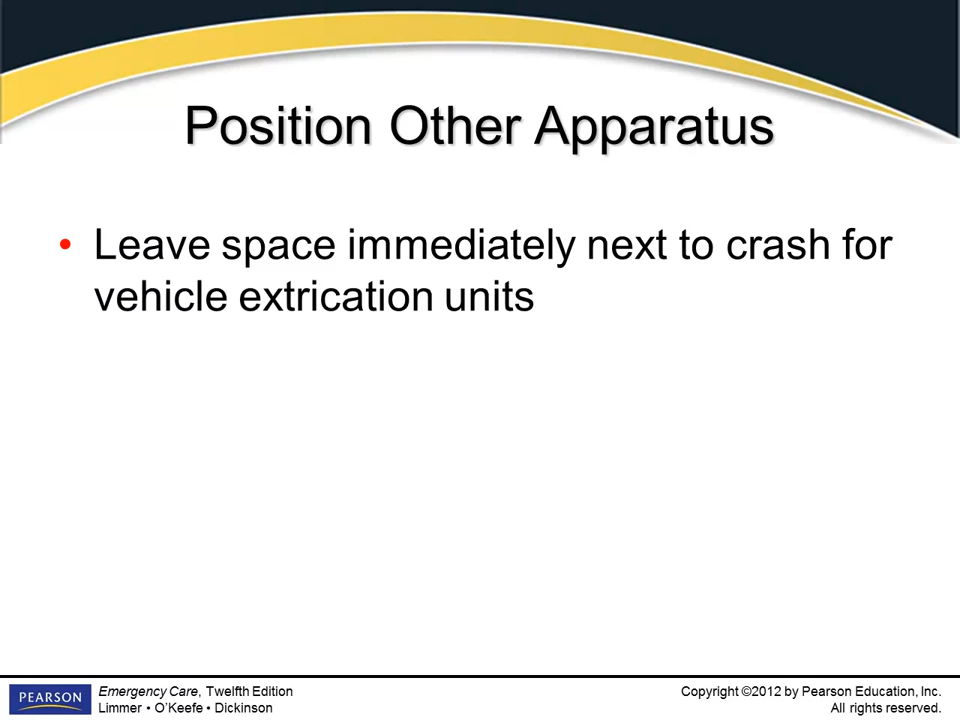 Position Other Apparatus
• Leave space immediately next to crash for
vehicle extrication units
PEARSON
Emergency Care, Twelfth Edition
Limmer • O’Keefe • Dickinson
Copyright ©2012 by Pearson Education, Inc.
All rights reserved.